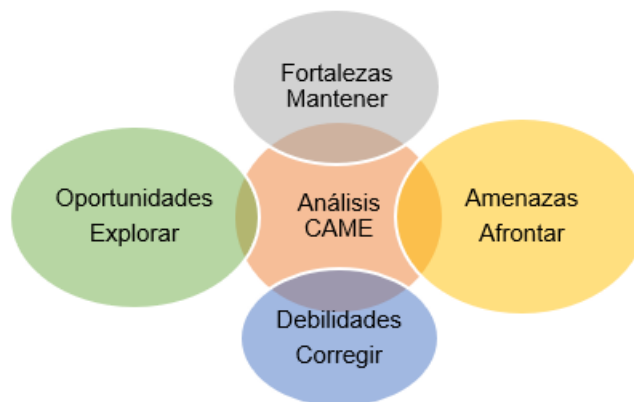 Fortalezas
Mantener
Oportunidades
Explorar
Análisis
CAME
Amenazas
Afrontar
Debilidades
Corregir